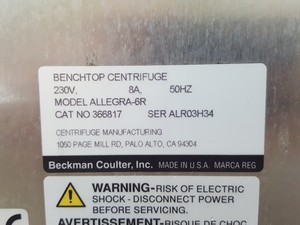 BENCHTOP CENTRIFUGE
230V, 8A, 50HZ
MODEL ALLEGRA-6R
CAT NO 366817 SER ALR03H34
CENTRIFUGE MANUFACTURING
1050 PAGE MILL RD, PALO ALTO, CA 94304
Beckman Coulter, Inc. MADE IN U.S.A. MARCA REG
WARNING-RISK OF ELECTRIC
SHOCK - DISCONNECT POWER
BEFORE SERVICING.
AVERTISSEMENT-RISQUE DE CHOC